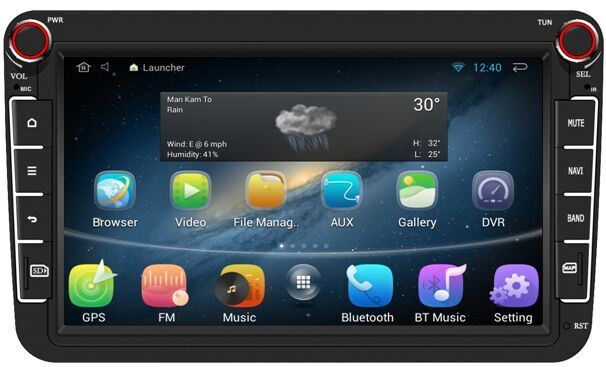 PWR
TUN
VOL
SEL
MIC
IR
Launcher
12:40
Man Kam To
Rain
30°
Wind: E @ 6 mph
Humidity: 41%
H: 32°
L: 25°
MUTE
NAVI
BAND
Browser
Video
File Manag..
AUX
Gallery
DVR
SD
MAP
GPS
FM
Music
Bluetooth
BT Music
Setting
RST